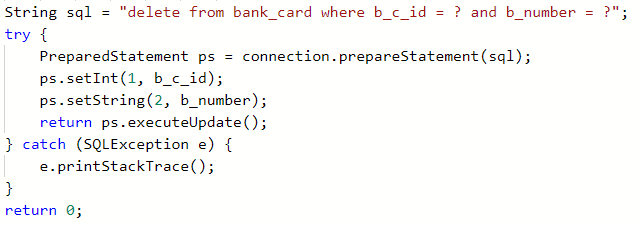 String sql = "delete from bank_card where b_c_id = ? and b_number = ?";
try {
    PreparedStatement ps = connection.prepareStatement(sql);
    ps.setInt(1, b_c_id);
    ps.setString(2, b_number);
    return ps.executeUpdate();
} catch (SQLException e) {
    e.printStackTrace();
}
return 0;